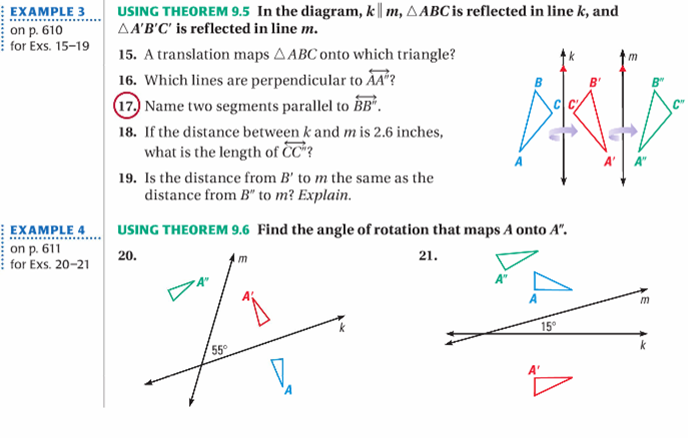 EXAMPLE 3
on p. 610
for Exs. 15–19
USING THEOREM 9.5 In the diagram, k ∥ m, △ABC is reflected in line k, and
△A′B′C′ is reflected in line m.
15. A translation maps △ABC onto which triangle?
16. Which lines are perpendicular to AA″?
17. Name two segments parallel to BB″.
18. If the distance between k and m is 2.6 inches,
what is the length of CC″?
19. Is the distance from B′ to m the same as the
distance from B″ to m? Explain.
k
m
B
B′
B″
C
C′
C″
A
A′
A″
EXAMPLE 4
on p. 611
for Exs. 20–21
USING THEOREM 9.6 Find the angle of rotation that maps A onto A″.
20.
m
A″
A′
k
55°
A
21.
A″
A
m
15°
k
A′